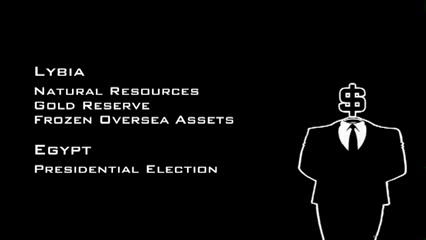 Lybia
Natural Resources
Gold Reserve
Frozen Oversea Assets
Egypt
Presidential Election
$